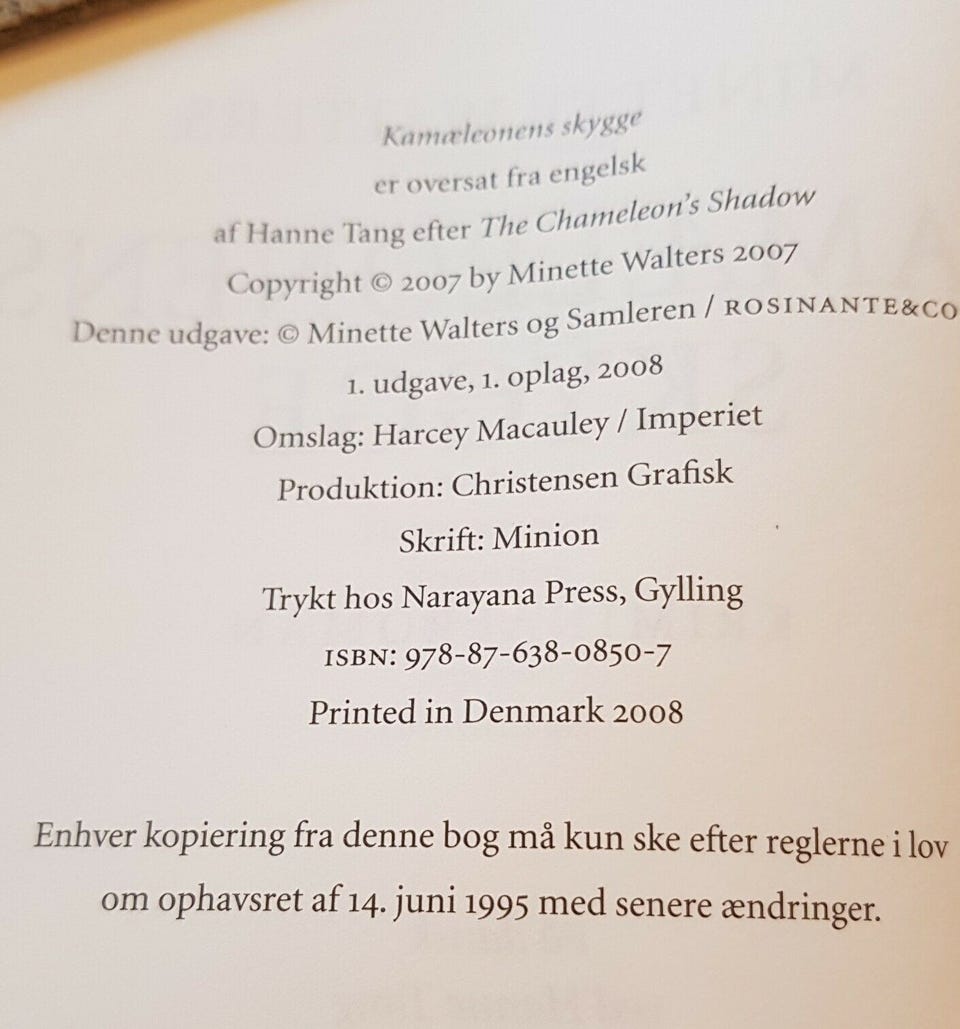 Kamæleonens skygge
er oversat fra engelsk
af Hanne Tang efter The Chameleon's Shadow
Copyright © 2007 by Minette Walters 2007
Denne udgave: © Minette Walters og Samleren / ROSINANTE&CO
1. udgave, 1. oplag, 2008
Omslag: Harcey Macauley / Imperiet
Produktion: Christensen Grafisk
Skrift: Minion
Trykt hos Narayana Press, Gylling
ISBN: 978-87-638-0850-7
Printed in Denmark 2008
Enhver kopiering fra denne bog må kun ske efter reglerne i lov
om ophavsret af 14. juni 1995 med senere ændringer.